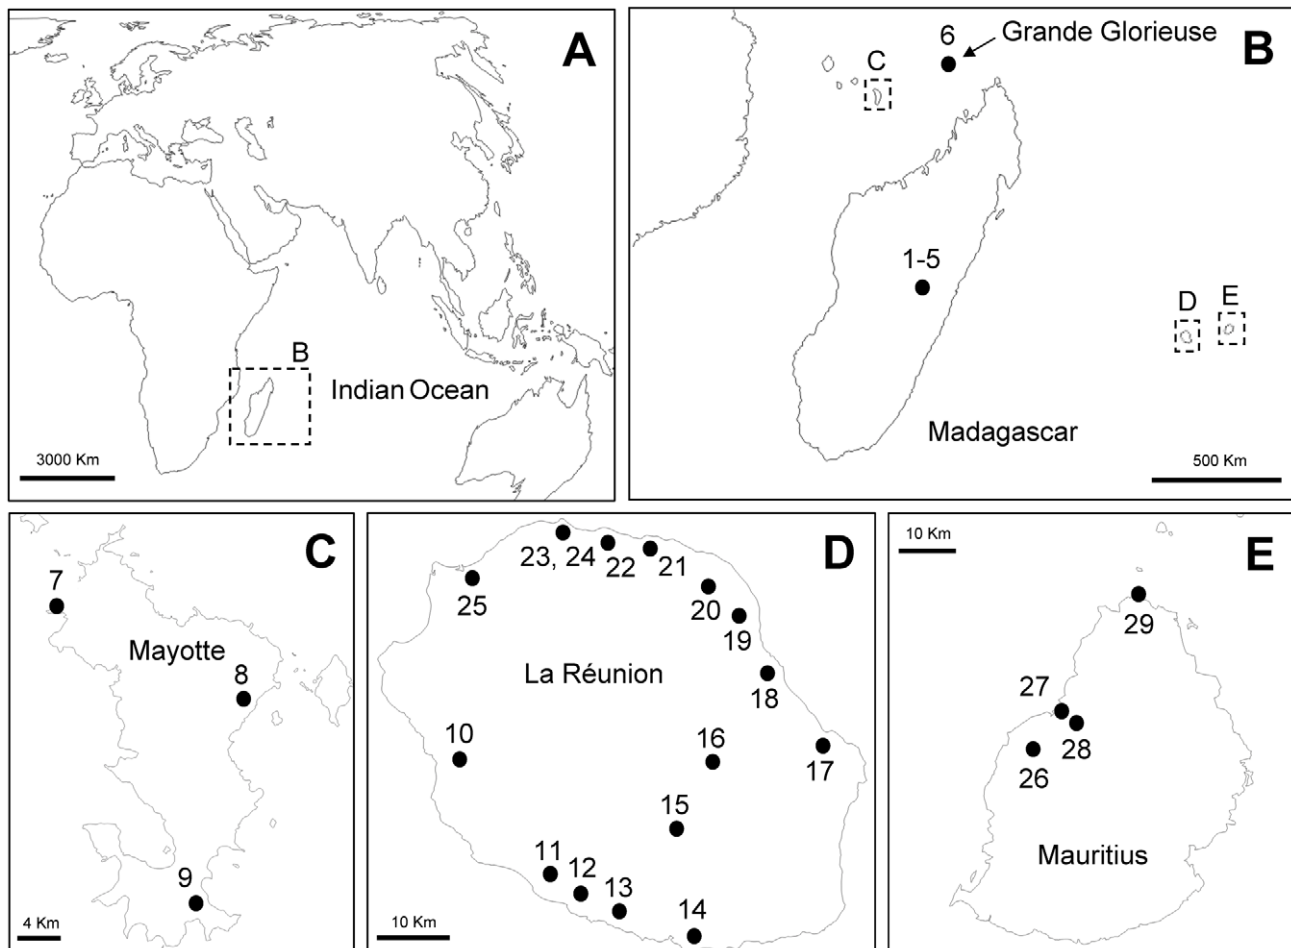 A
B
Indian Ocean
3000 Km
B
6
Grande Glorieuse
C
1-5
D
E
Madagascar
500 Km
C
7
Mayotte
8
9
4 Km
D
23, 24
22
21
25
20
19
La Réunion
18
10
16
17
15
11
12
13
14
10 Km
10 Km
E
29
27
28
26
Mauritius